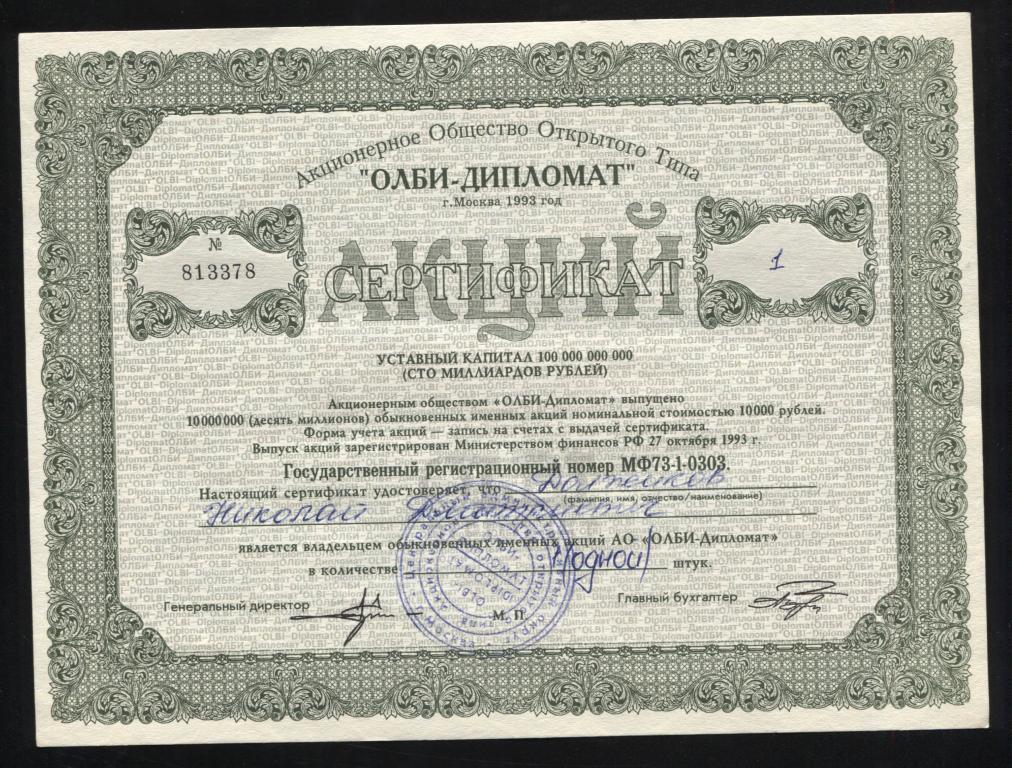 Акционерное Общество Открытого Типа
"ОЛБИ-ДИПЛОМАТ"
г.Москва 1993 год
№
813378
АКЦИЙ
СЕРТИФИКАТ
1
УСТАВНЫЙ КАПИТАЛ 100 000 000 000
(СТО МИЛЛИАРДОВ РУБЛЕЙ)
Акционерным обществом «ОЛБИ-Дипломат» выпущено
10000000 (десять миллионов) обыкновенных именных акций номинальной стоимостью 10000 рублей.
Форма учета акций — запись на счетах с выдачей сертификата.
Выпуск акций зарегистрирован Министерством финансов РФ 27 октября 1993 г.
Государственный регистрационный номер МФ73-1-0303.
Настоящий сертификат удостоверяет, что
(фамилия, имя, отчество/наименование)
Николай Дмитриевич
является владельцем обыкновенных именных акций АО «ОЛБИ-Дипломат»
в количестве 1(одной) штук.
Генеральный директор
М. П.
Главный бухгалтер